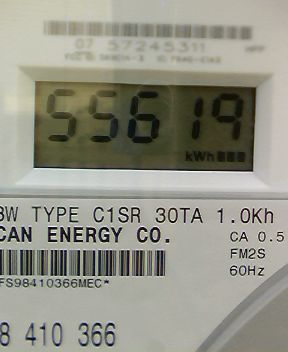 07 57245311
55619
kWh
3W TYPE C1SR 30TA 1.0Kh
CAN ENERGY CO.
CA 0.5
FM2S
60Hz
FS98410366MEC*
8 410 366